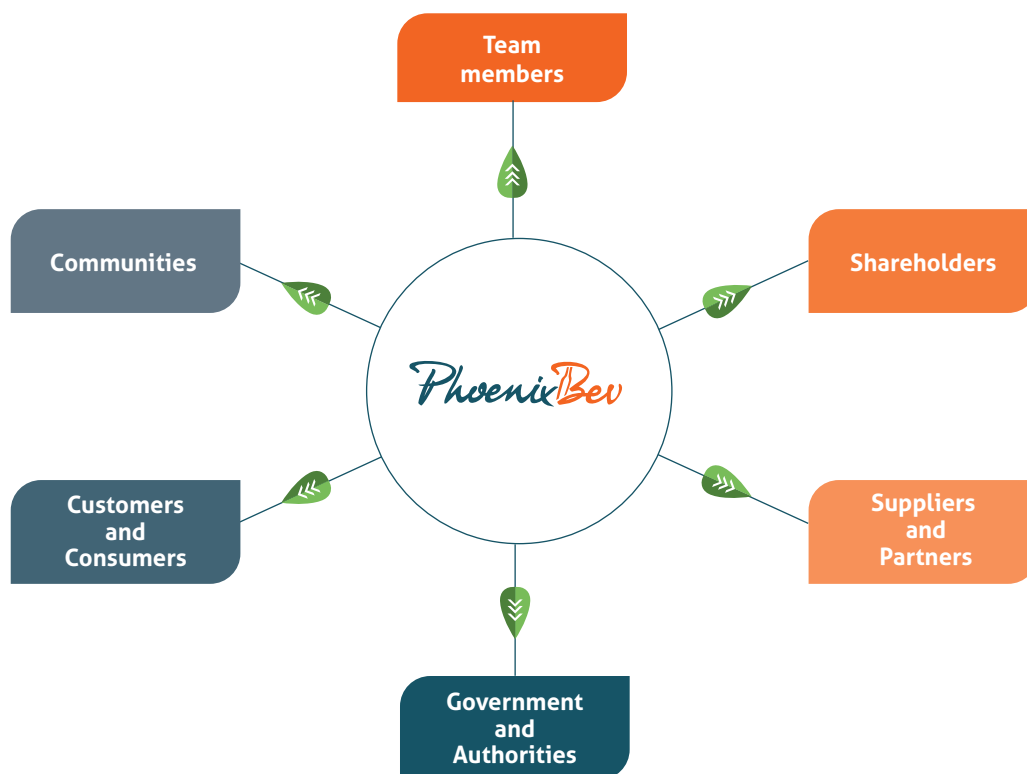 Team
members
Communities
Shareholders
PhoenixBev
Customers
and
Consumers
Suppliers
and
Partners
Government
and
Authorities